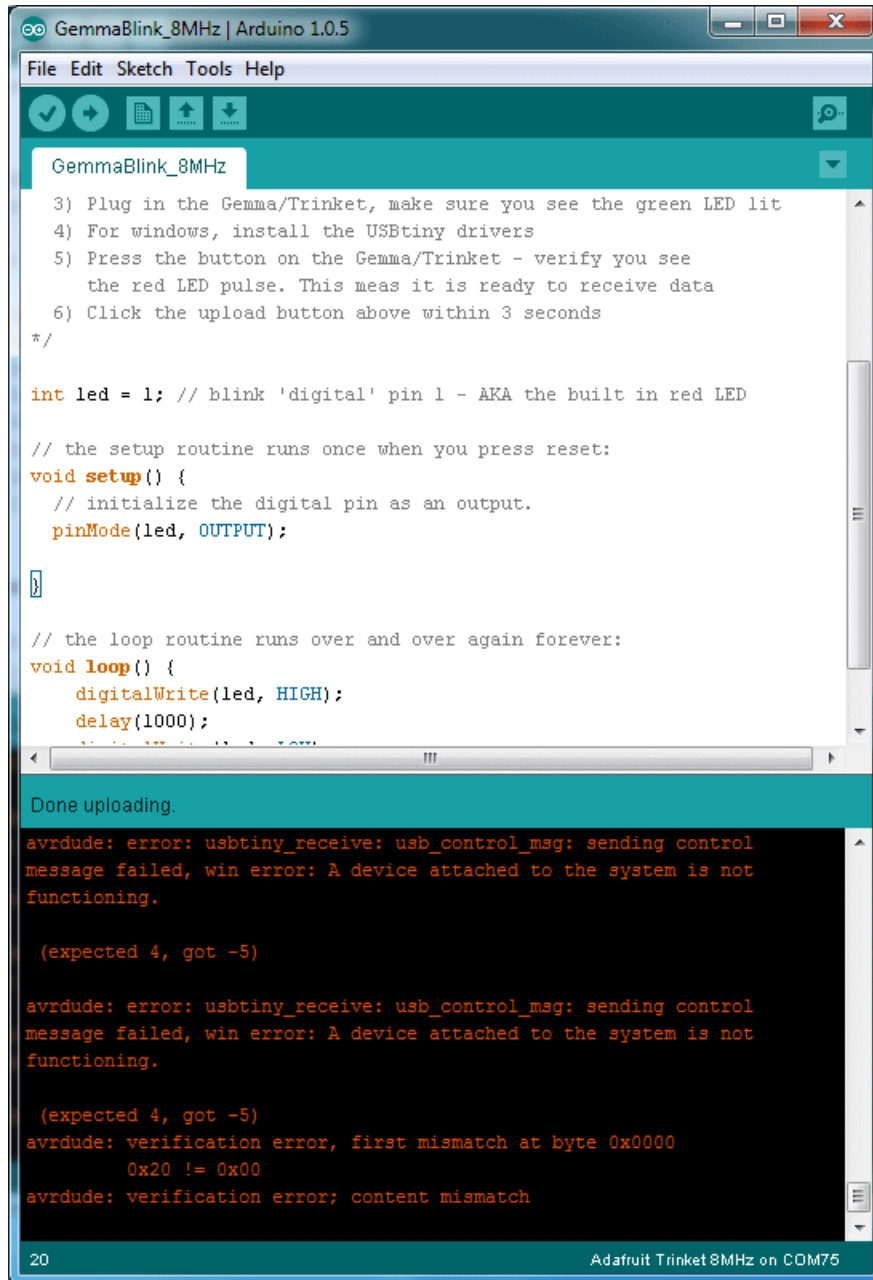 GemmaBlink_8MHz | Arduino 1.0.5
File Edit Sketch Tools Help
GemmaBlink_8MHz
3) Plug in the Gemma/Trinket, make sure you see the green LED lit
4) For windows, install the USBtiny drivers
5) Press the button on the Gemma/Trinket - verify you see
the red LED pulse. This meas it is ready to receive data
6) Click the upload button above within 3 seconds
*/
int led = 1; // blink 'digital' pin 1 - AKA the built in red LED
// the setup routine runs once when you press reset:
void setup() {
// initialize the digital pin as an output.
pinMode(led, OUTPUT);
}
// the loop routine runs over and over again forever:
void loop() {
digitalWrite(led, HIGH);
delay(1000);
Done uploading.
avrdude: error: usbtiny_receive: usb_control_msg: sending control
message failed, win error: A device attached to the system is not
functioning.
(expected 4, got -5)
avrdude: error: usbtiny_receive: usb_control_msg: sending control
message failed, win error: A device attached to the system is not
functioning.
(expected 4, got -5)
avrdude: verification error, first mismatch at byte 0x0000
0x20 != 0x00
avrdude: verification error; content mismatch
20 Adafruit Trinket 8MHz on COM75